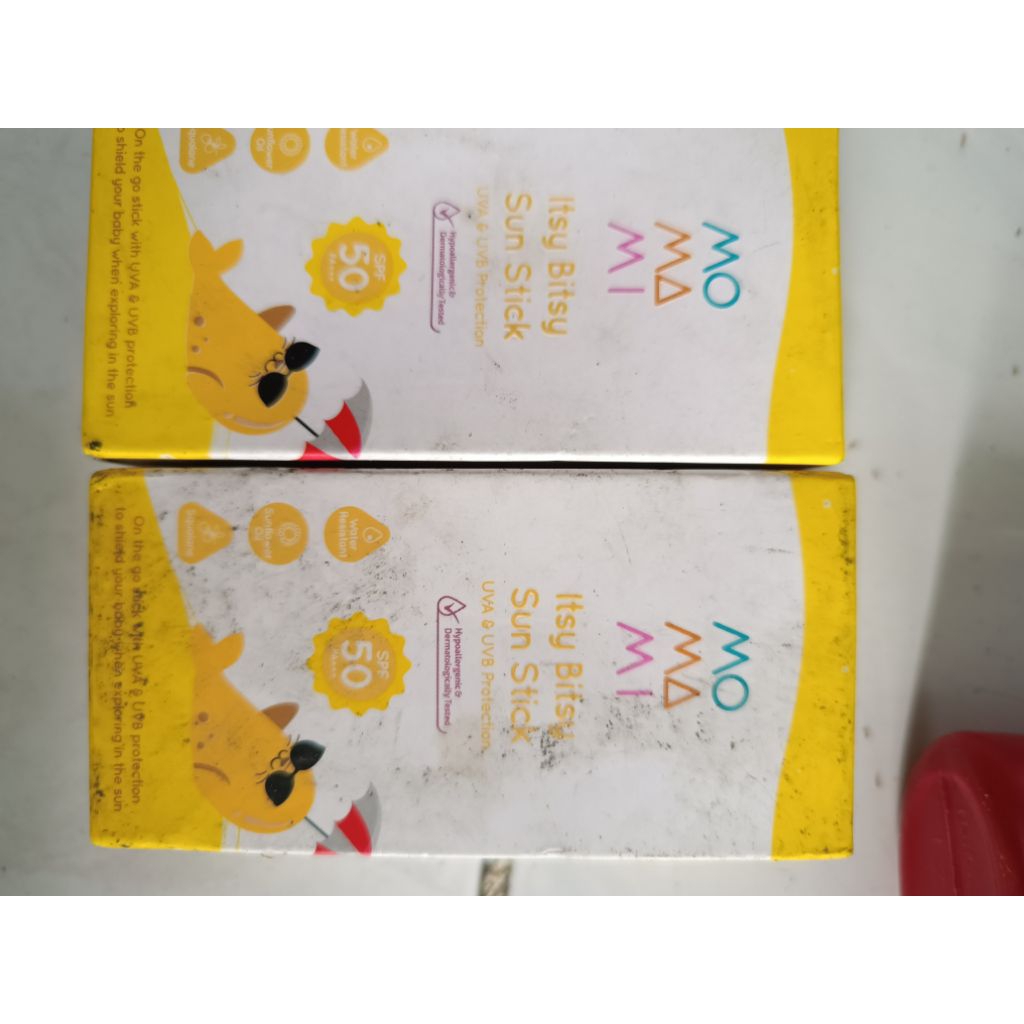 MO
MA
MI
Itsy Bitsy
Sun Stick
UVA & UVB Protection
Hypoallergenic &
Dermatologically Tested
SPF
50
Water
Resistant
Sunflower
Oil
Squalane
On the go stick with UVA & UVB protection
shield your baby when exploring in the sun
MO
MA
MI
Itsy Bitsy
Sun Stick
UVA & UVB Protection
Hypoallergenic &
Dermatologically Tested
SPF
50
Water
Resistant
Sunflower
Oil
Squalane
On the go stick with UVA & UVB protection
to shield your baby when exploring in the sun